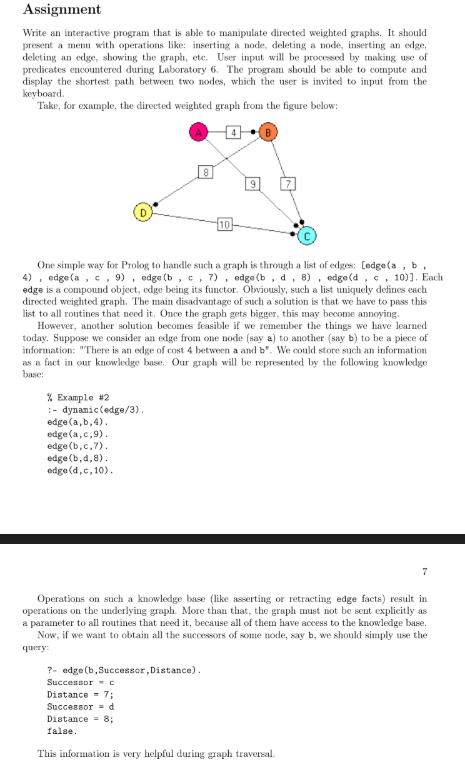 Assignment
Write an interactive program that is able to manipulate directed weighted graphs. It should
present a menu with operations like: inserting a node, deleting a node, inserting an edge,
deleting an edge, showing the graph, etc. User input will be processed by making use of
predicates encountered during Laboratory 6. The program should be able to compute and
display the shortest path between two nodes, which the user is invited to input from the
keyboard.
Take, for example, the directed weighted graph from the figure below:
A 4 B
8
9 7
D
10
C
One simple way for Prolog to handle such a graph is through a list of edges: [edge(a , b ,
4) , edge(a , c , 9) , edge(b , c , 7) , edge(b , d , 8) , edge(d , c , 10)]. Each
edge is a compound object, edge being its functor. Obviously, such a list uniquely defines each
directed weighted graph. The main disadvantage of such a solution is that we have to pass this
list to all routines that need it. Once the graph gets bigger, this may become annoying.
However, another solution becomes feasible if we remember the things we have learned
today. Suppose we consider an edge from one node (say a) to another (say b) to be a piece of
information: "There is an edge of cost 4 between a and b". We could store such an information
as a fact in our knowledge base. Our graph will be represented by the following knowledge
base:
% Example #2
:- dynamic(edge/3).
edge(a,b,4).
edge(a,c,9).
edge(b,c,7).
edge(b,d,8).
edge(d,c,10).
7
Operations on such a knowledge base (like asserting or retracting edge facts) result in
operations on the underlying graph. More than that, the graph must not be sent explicitly as
a parameter to all routines that need it, because all of them have access to the knowledge base.
Now, if we want to obtain all the successors of some node, say b, we should simply use the
query:
?- edge(b,Successor,Distance).
Successor = c
Distance = 7;
Successor = d
Distance = 8;
false.
This information is very helpful during graph traversal.